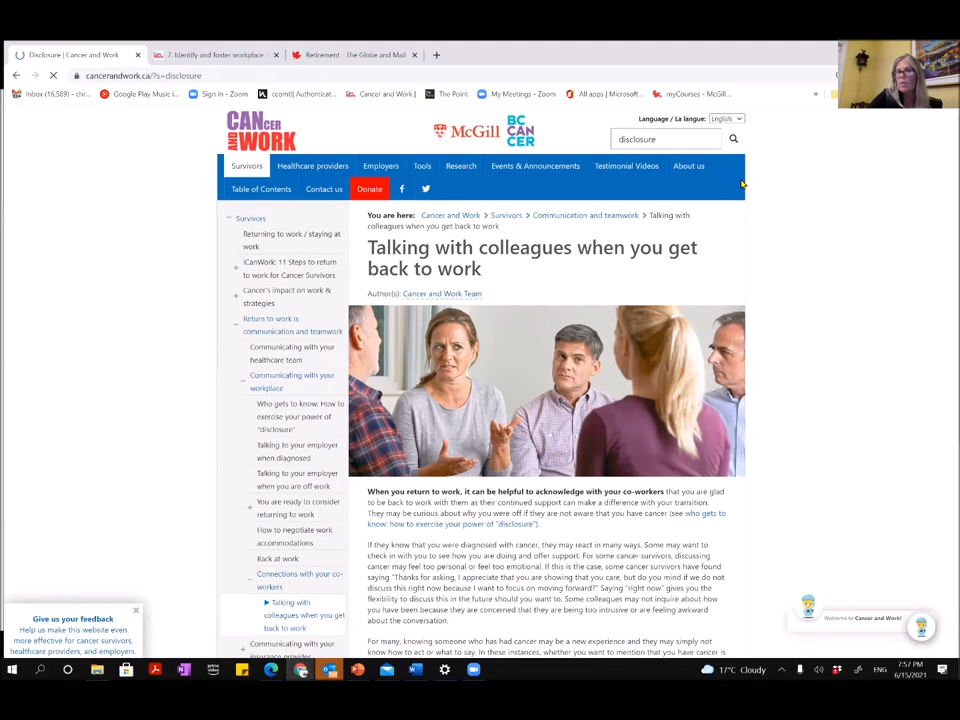 Disclosure | Cancer and Work
7. Identify and foster workplace
Retirement - The Globe and Mail
cancerandwork.ca/?s=disclosure
Inbox (16,589) - chr...
Google Play Music i...
Sign In - Zoom
ccomtl| Authenticat...
Cancer and Work |
The Point
My Meetings - Zoom
All apps | Microsoft...
myCourses - McGill...
»
CANcer AND WORK
McGill
BC CANCER
Language / La langue: English
disclosure
Survivors
Healthcare providers
Employers
Tools
Research
Events & Announcements
Testimonial Videos
About us
Table of Contents
Contact us
Donate
Survivors
Returning to work / staying at
work
iCanWork: 11 Steps to return
to work for Cancer Survivors
Cancer's impact on work &
strategies
Return to work is
communication and teamwork
Communicating with your
healthcare team
Communicating with your
workplace
Who gets to know: How to
exercise your power of
"disclosure"
Talking to your employer
when diagnosed
Talking to your employer
when you are off work
You are ready to consider
returning to work
How to negotiate work
accommodations
Back at work
Connections with your co-
workers
Talking with
colleagues when you get
back to work
Communicating with your
insurance provider
You are here: Cancer and Work > Survivors > Communication and teamwork > Talking with
colleagues when you get back to work
Talking with colleagues when you get
back to work
Author(s): Cancer and Work Team
When you return to work, it can be helpful to acknowledge with your co-workers that you are glad
to be back to work with them as their continued support can make a difference with your transition.
They may be curious about why you were off if they are not aware that you have cancer (see who gets to
know: how to exercise your power of "disclosure").
If they know that you were diagnosed with cancer, they may react in many ways. Some may want to
check in with you to see how you are doing and offer support. For some cancer survivors, discussing
cancer may feel too personal or feel too emotional. If this is the case, some cancer survivors have found
saying "Thanks for asking, I appreciate that you are showing that you care, but do you mind if we do not
discuss this right now because I want to focus on moving forward?" Saying "right now" gives you the
flexibility to discuss this in the future should you want to. Some colleagues may not inquire about how
you have been because they are concerned that they are being too intrusive or are feeling awkward
about the conversation.
For many, knowing someone who has had cancer may be a new experience and they may simply not
know how to act or what to say. In these instances, whether you want to mention that you have cancer is
Give us your feedback
Help us make this website even
more effective for cancer survivors,
healthcare providers, and employers.
Welcome to Cancer and Work!
prime video
17°C Cloudy
ENG
7:57 PM
6/15/2021